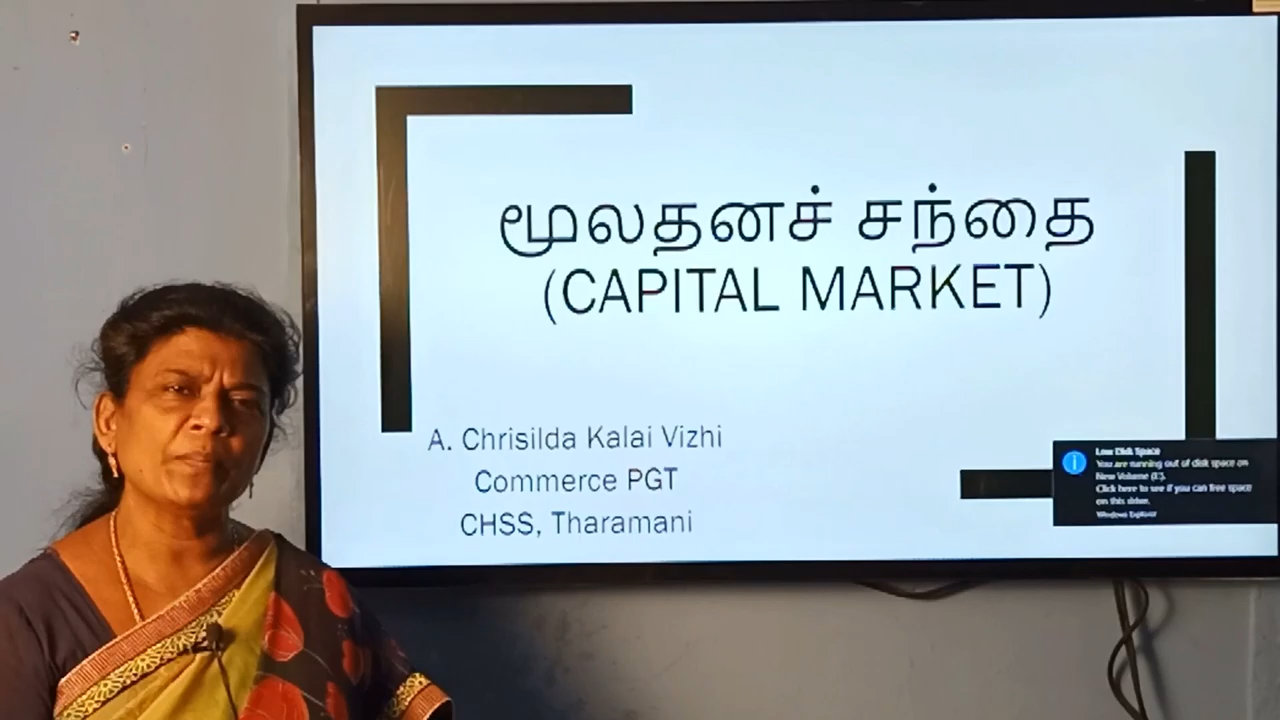 மூலதனச் சந்தை
(CAPITAL MARKET)
A. Chrisilda Kalai Vizhi
Commerce PGT
CHSS, Tharamani
Low Disk Space
You are running out of disk space on
New Volume (E:).
Click here to see if you can free space
on this drive.
Windows Explorer